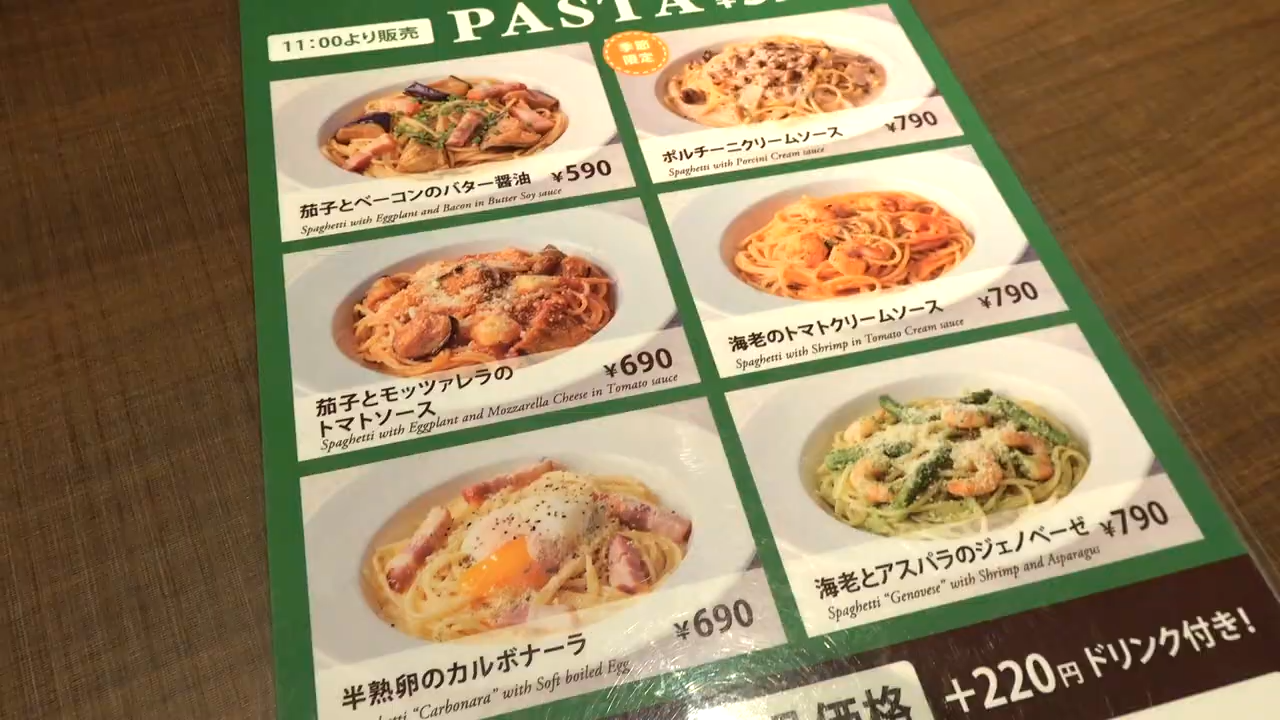 11:00より販売
PASTA
季節
限定
茄子とベーコンのバター醤油 ¥590
Spaghetti with Eggplant and Bacon in Butter Soy sauce
ポルチーニクリームソース ¥790
Spaghetti with Porcini Cream sauce
茄子とモッツァレラの
トマトソース ¥690
Spaghetti with Eggplant and Mozzarella Cheese in Tomato sauce
海老のトマトクリームソース ¥790
Spaghetti with Shrimp in Tomato Cream sauce
半熟卵のカルボナーラ ¥690
"Carbonara" with Soft boiled Egg
海老とアスパラのジェノベーゼ ¥790
Spaghetti "Genovese" with Shrimp and Asparagus
価格
+220円ドリンク付き!